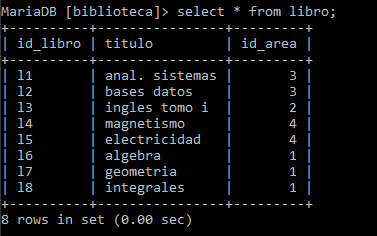 MariaDB [biblioteca]> select * from libro;
+----------+----------------+---------+
| id_libro | titulo         | id_area |
+----------+----------------+---------+
| l1       | anal. sistemas |       3 |
| l2       | bases datos    |       3 |
| l3       | ingles tomo i  |       2 |
| l4       | magnetismo     |       4 |
| l5       | electricidad   |       4 |
| l6       | algebra        |       1 |
| l7       | geometria      |       1 |
| l8       | integrales     |       1 |
+----------+----------------+---------+
8 rows in set (0.00 sec)